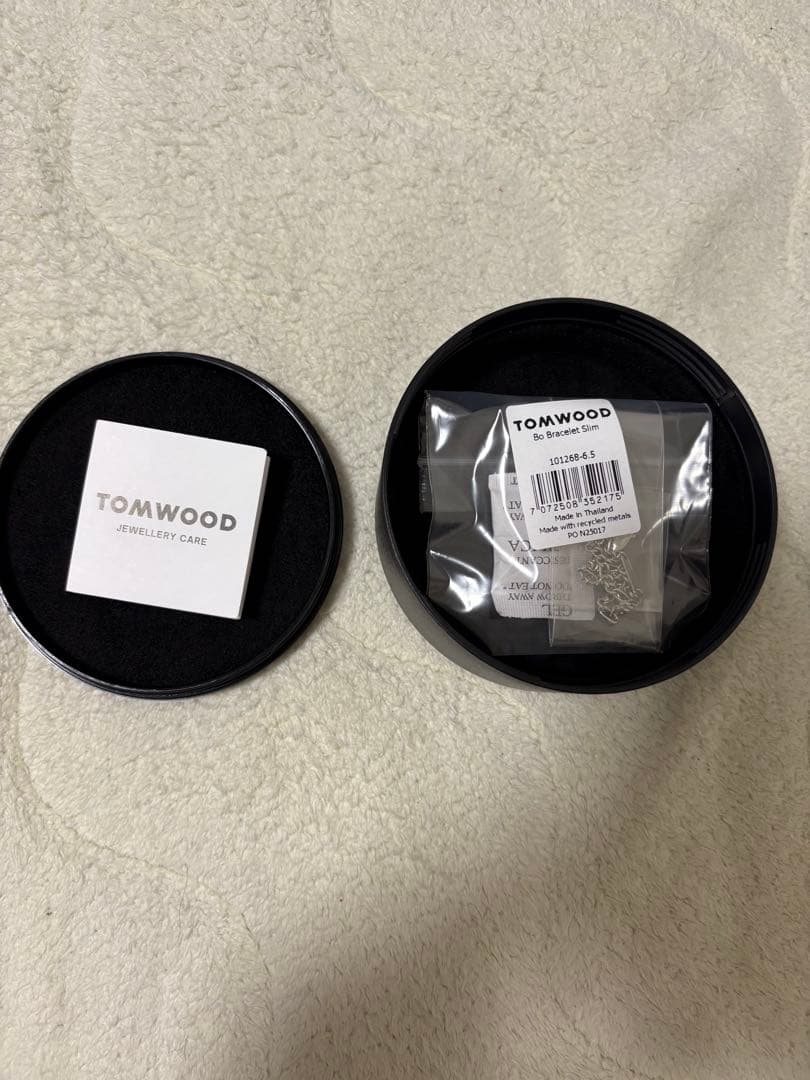 TOMWOOD
JEWELLERY CARE
TOMWOOD
Bo Bracelet Slim
101268-6.5
7 072508 352175
Made in Thailand
Made with recycled metals
PO N25017
DO NOT EAT
THROW AWAY
GEL